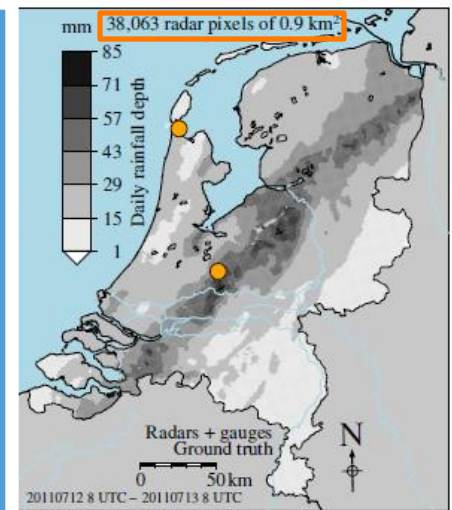 mm 38,063 radar pixels of 0.9 km²
85
71
57
43
29
15
1
Daily rainfall depth
Radars + gauges
Ground truth
N
0 50 km
20110712 8 UTC – 20110713 8 UTC